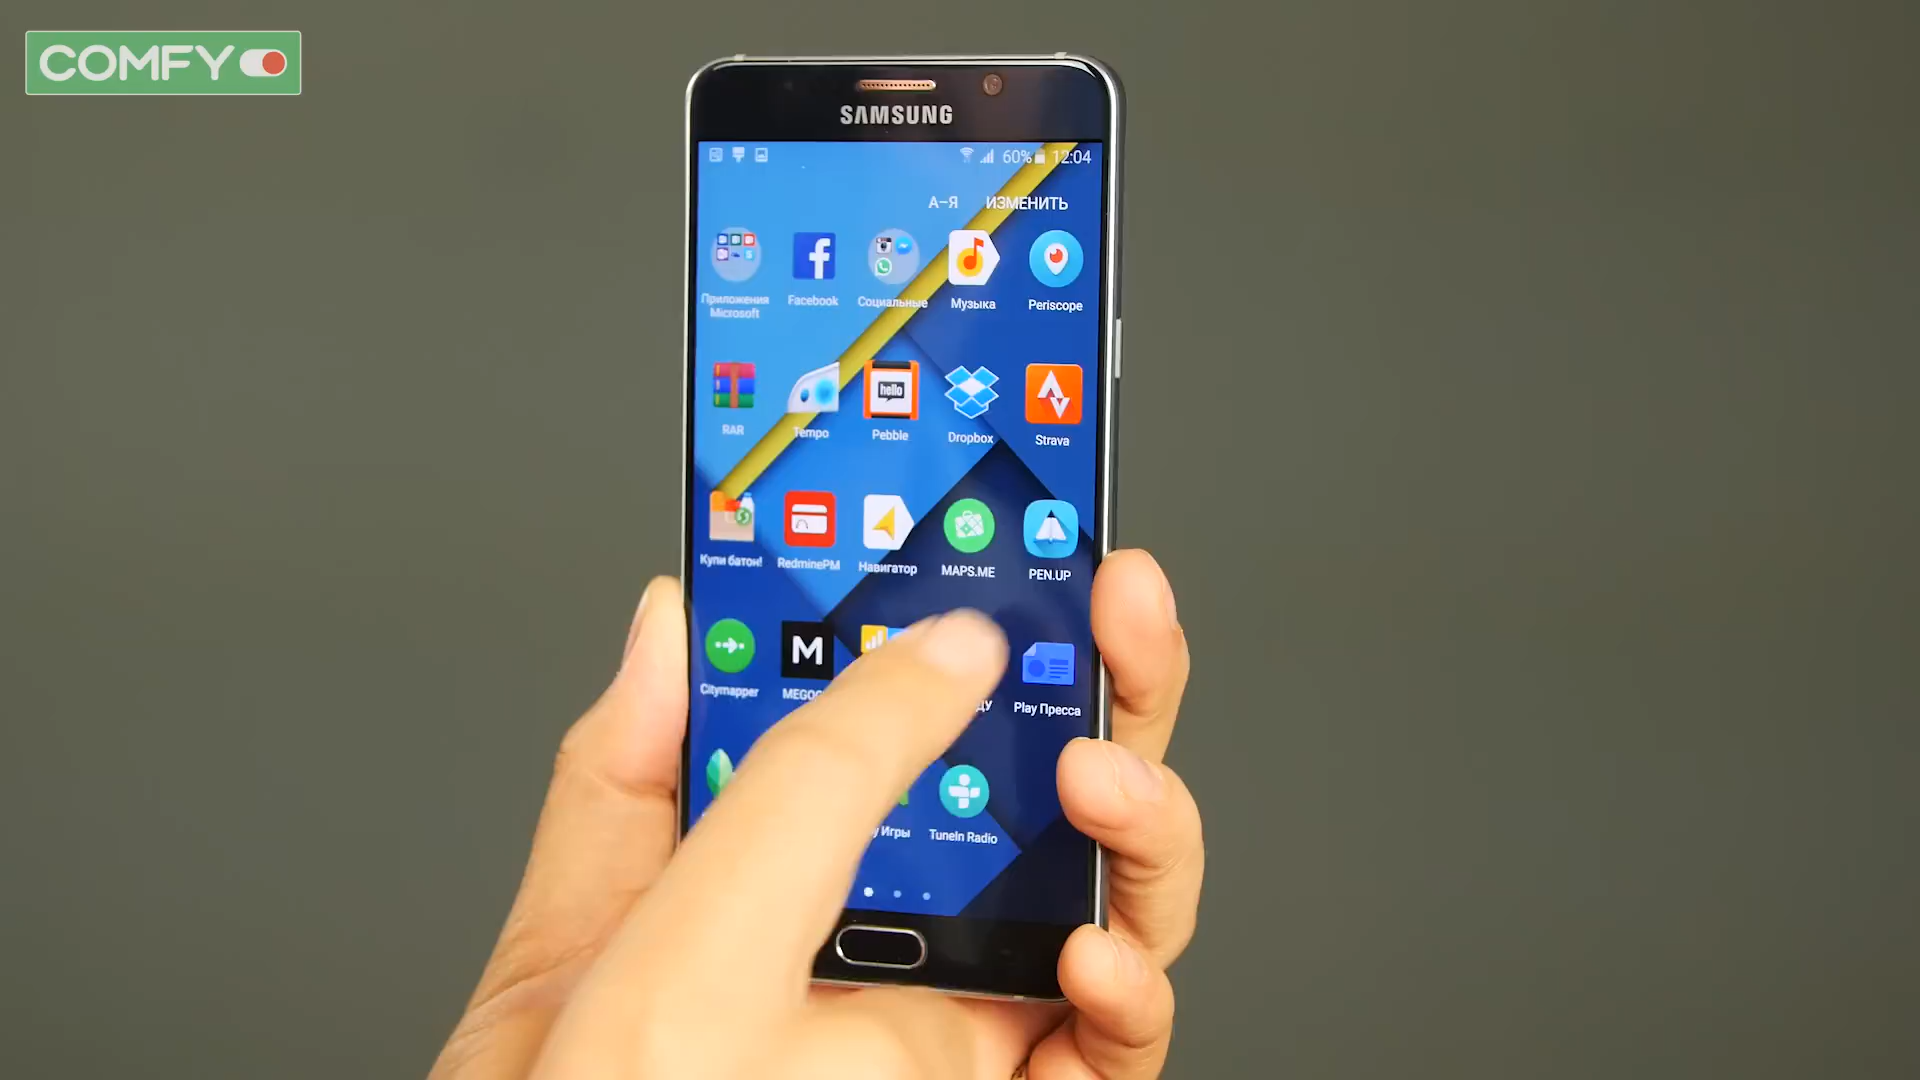 COMFY
SAMSUNG
60% 12:04
А-Я ИЗМЕНИТЬ
Приложения Microsoft
Facebook
Социальные
Музыка
Periscope
RAR
Tempo
hello
Pebble
Dropbox
Strava
Купи батон!
RedminePM
Навигатор
MAPS.ME
PEN.UP
Citymapper
M
Play Пресса
Игры
TuneIn Radio